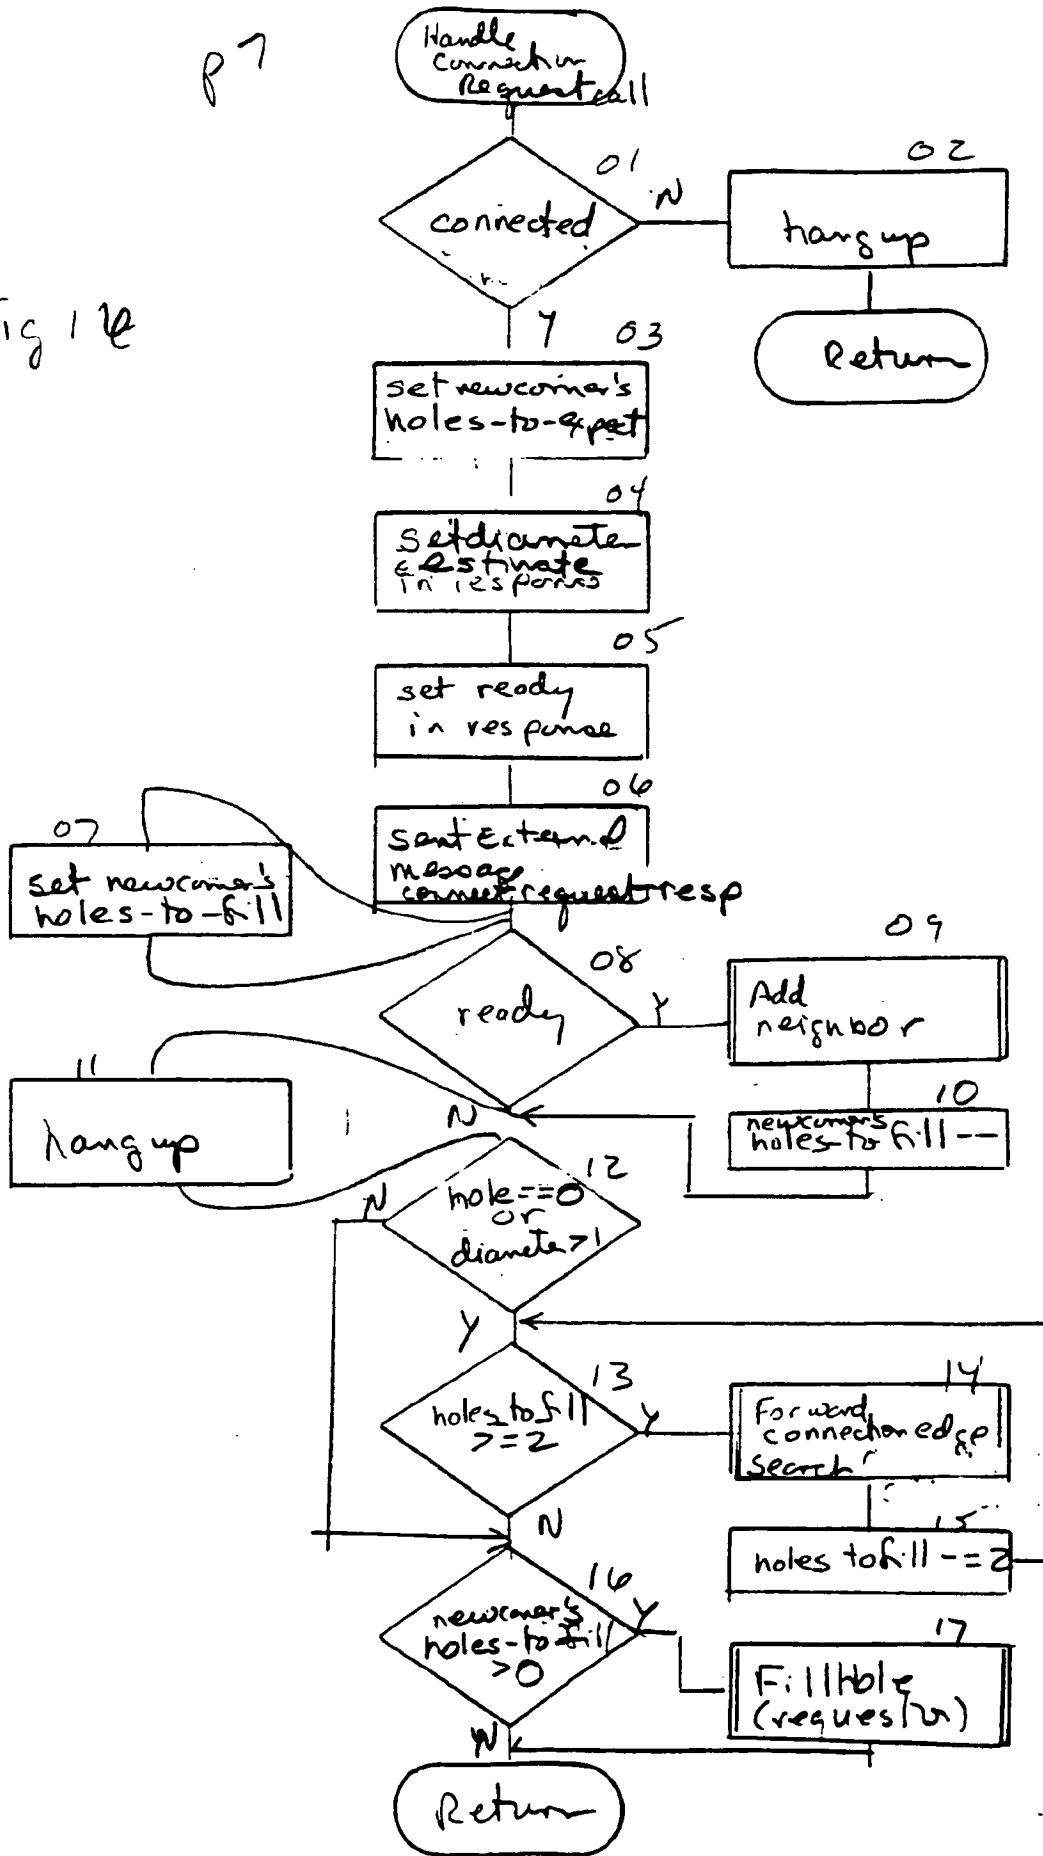 p 7
Handle
Connection
Request call
01
connected
N
02
hang up
Return
Fig 1
Y
03
set newcomer's
holes-to-expect
04
set diameter
estimate
in response
05
set ready
in response
06
sent External
message
connect request resp
07
set newcomer's
holes-to-fill
08
ready
Y
09
Add
neighbor
10
newcomer's
holes-to fill --
N
11
hang up
12
hole==0
or
diameter>1
N
Y
13
holes to fill
>=2
Y
14
Forward
connection edge
search
15
holes to fill -=2
N
16
newcomer's
holes-to-fill
>0
Y
17
Fill Hole
(requestor)
N
Return